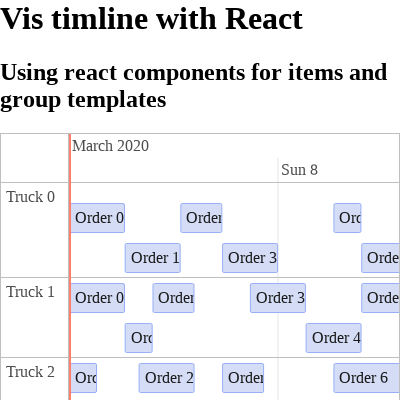 Vis timline with React
Using react components for items and
group templates
March 2020
Sun 8
Truck 0
Order 0
Order
Ord
Order 1
Order 3
Orde
Truck 1
Order 0
Order
Order 3
Orde
Ord
Order 4
Truck 2
Ord
Order 2
Order
Order 6